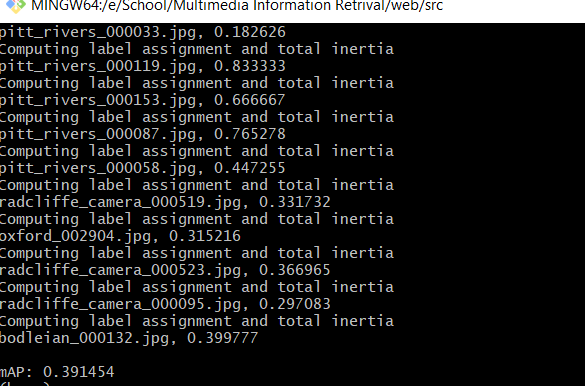 MINGW64:/e/School/Multimedia Information Retrival/web/src
pitt_rivers_000033.jpg, 0.182626
Computing label assignment and total inertia
pitt_rivers_000119.jpg, 0.833333
Computing label assignment and total inertia
pitt_rivers_000153.jpg, 0.666667
Computing label assignment and total inertia
pitt_rivers_000087.jpg, 0.765278
Computing label assignment and total inertia
pitt_rivers_000058.jpg, 0.447255
Computing label assignment and total inertia
radcliffe_camera_000519.jpg, 0.331732
Computing label assignment and total inertia
oxford_002904.jpg, 0.315216
Computing label assignment and total inertia
radcliffe_camera_000523.jpg, 0.366965
Computing label assignment and total inertia
radcliffe_camera_000095.jpg, 0.297083
Computing label assignment and total inertia
bodleian_000132.jpg, 0.399777
mAP: 0.391454